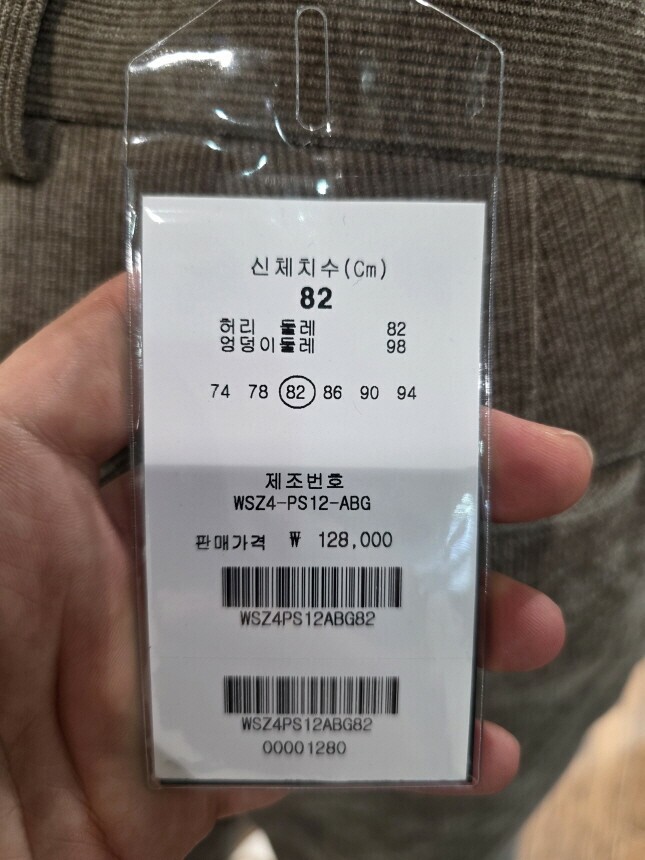 신체치수(Cm)
82
허리 둘레 82
엉덩이둘레 98
74 78 82 86 90 94
제조번호
WSZ4-PS12-ABG
판매가격 ₩ 128,000
WSZ4PS12ABG82
WSZ4PS12ABG82
00001280